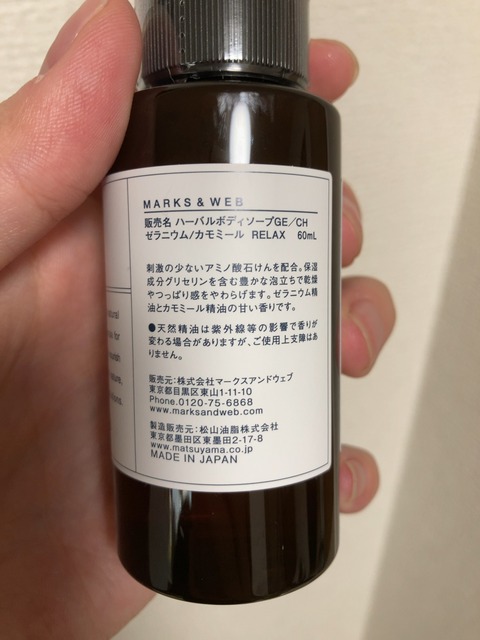 MARKS & WEB
販売名 ハーバルボディソープGE/CH
ゼラニウム/カモミール RELAX 60mL
刺激の少ないアミノ酸石けんを配合。保湿
成分グリセリンを含む豊かな泡立ちで乾燥
やつっぱり感をやわらげます。ゼラニウム精
油とカモミール精油の甘い香りです。
●天然精油は紫外線等の影響で香りが
変わる場合がありますが、ご使用上支障はあ
りません。
販売元:株式会社マークスアンドウェブ
東京都目黒区東山1-11-10
Phone.0120-75-6868
www.marksandweb.com
製造販売元:松山油脂株式会社
東京都墨田区東墨田2-17-8
www.matsuyama.co.jp
MADE IN JAPAN